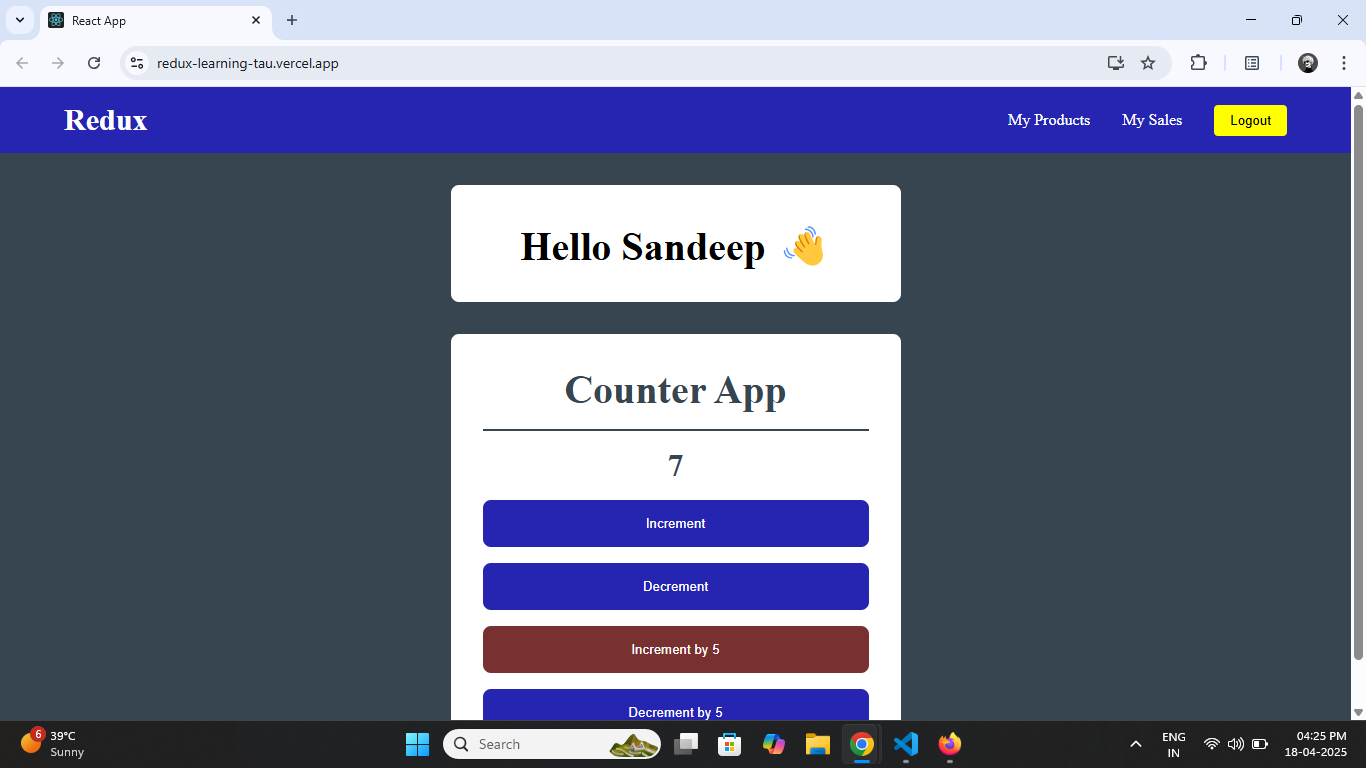 React App
redux-learning-tau.vercel.app
Redux
My Products
My Sales
Logout
Hello Sandeep 👋
Counter App
7
Increment
Decrement
Increment by 5
Decrement by 5
6
39°C
Sunny
Search
ENG
IN
04:25 PM
18-04-2025